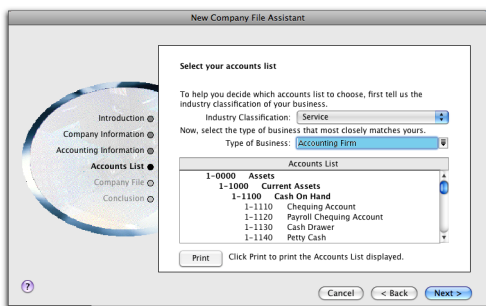 New Company File Assistant
Introduction
Company Information
Accounting Information
Accounts List
Company File
Conclusion
Select your accounts list
To help you decide which accounts list to choose, first tell us the
industry classification of your business.
Industry Classification: Service
Now, select the type of business that most closely matches yours.
Type of Business: Accounting Firm
Accounts List
1-0000 Assets
1-1000 Current Assets
1-1100 Cash On Hand
1-1110 Chequing Account
1-1120 Payroll Chequing Account
1-1130 Cash Drawer
1-1140 Petty Cash
Print Click Print to print the Accounts List displayed.
? Cancel < Back Next >